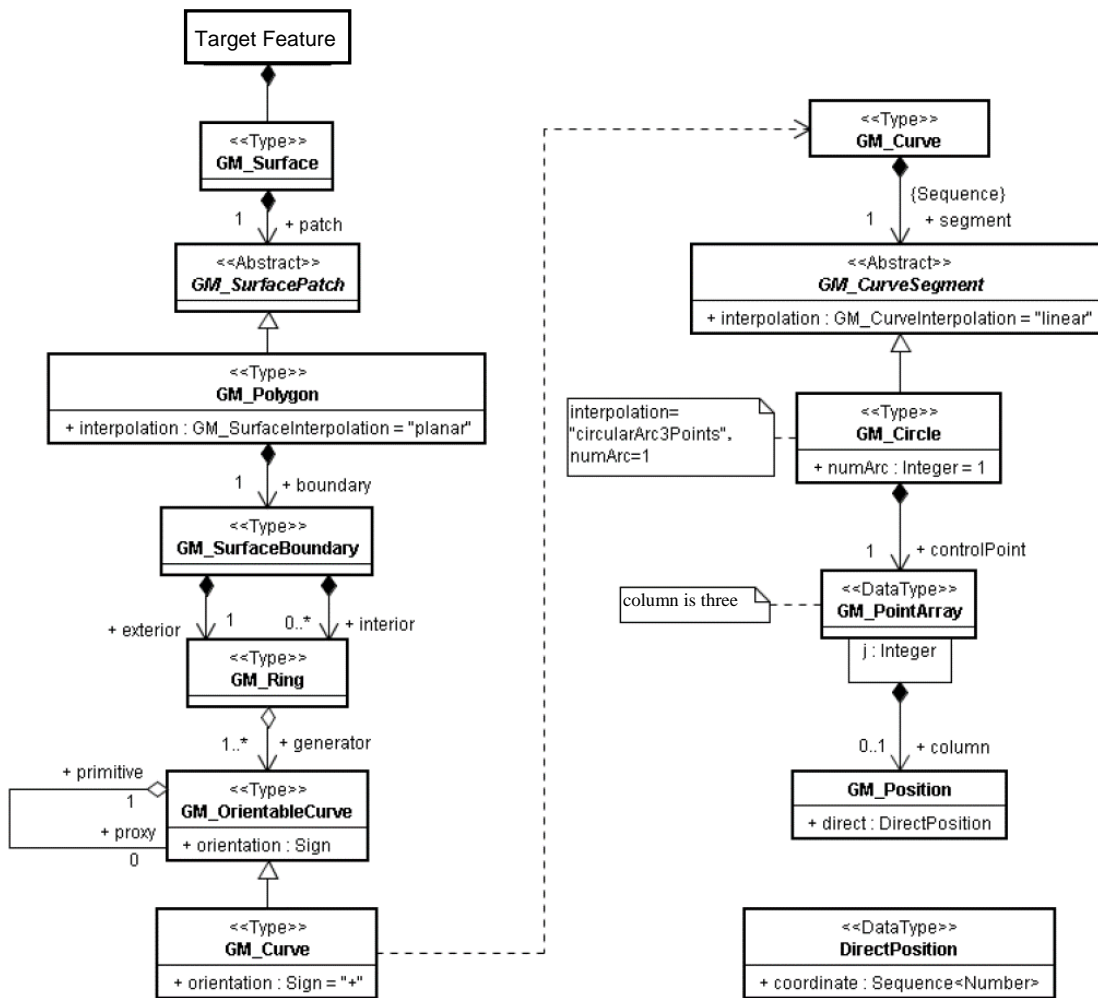 Target Feature
<<Type>>
GM_Surface
1
+ patch
<<Abstract>>
GM_SurfacePatch
<<Type>>
GM_Polygon
+ interpolation : GM_SurfaceInterpolation = "planar"
1
+ boundary
<<Type>>
GM_SurfaceBoundary
+ exterior
1
0..*
+ interior
<<Type>>
GM_Ring
1..*
+ generator
+ primitive
1
+ proxy
0
<<Type>>
GM_OrientableCurve
+ orientation : Sign
<<Type>>
GM_Curve
+ orientation : Sign = "+"
<<Type>>
GM_Curve
{Sequence}
1
+ segment
<<Abstract>>
GM_CurveSegment
+ interpolation : GM_CurveInterpolation = "linear"
interpolation=
"circularArc3Points",
numArc=1
<<Type>>
GM_Circle
+ numArc : Integer = 1
1
+ controlPoint
column is three
<<DataType>>
GM_PointArray
j : Integer
0..1
+ column
GM_Position
+ direct : DirectPosition
<<DataType>>
DirectPosition
+ coordinate : Sequence<Number>